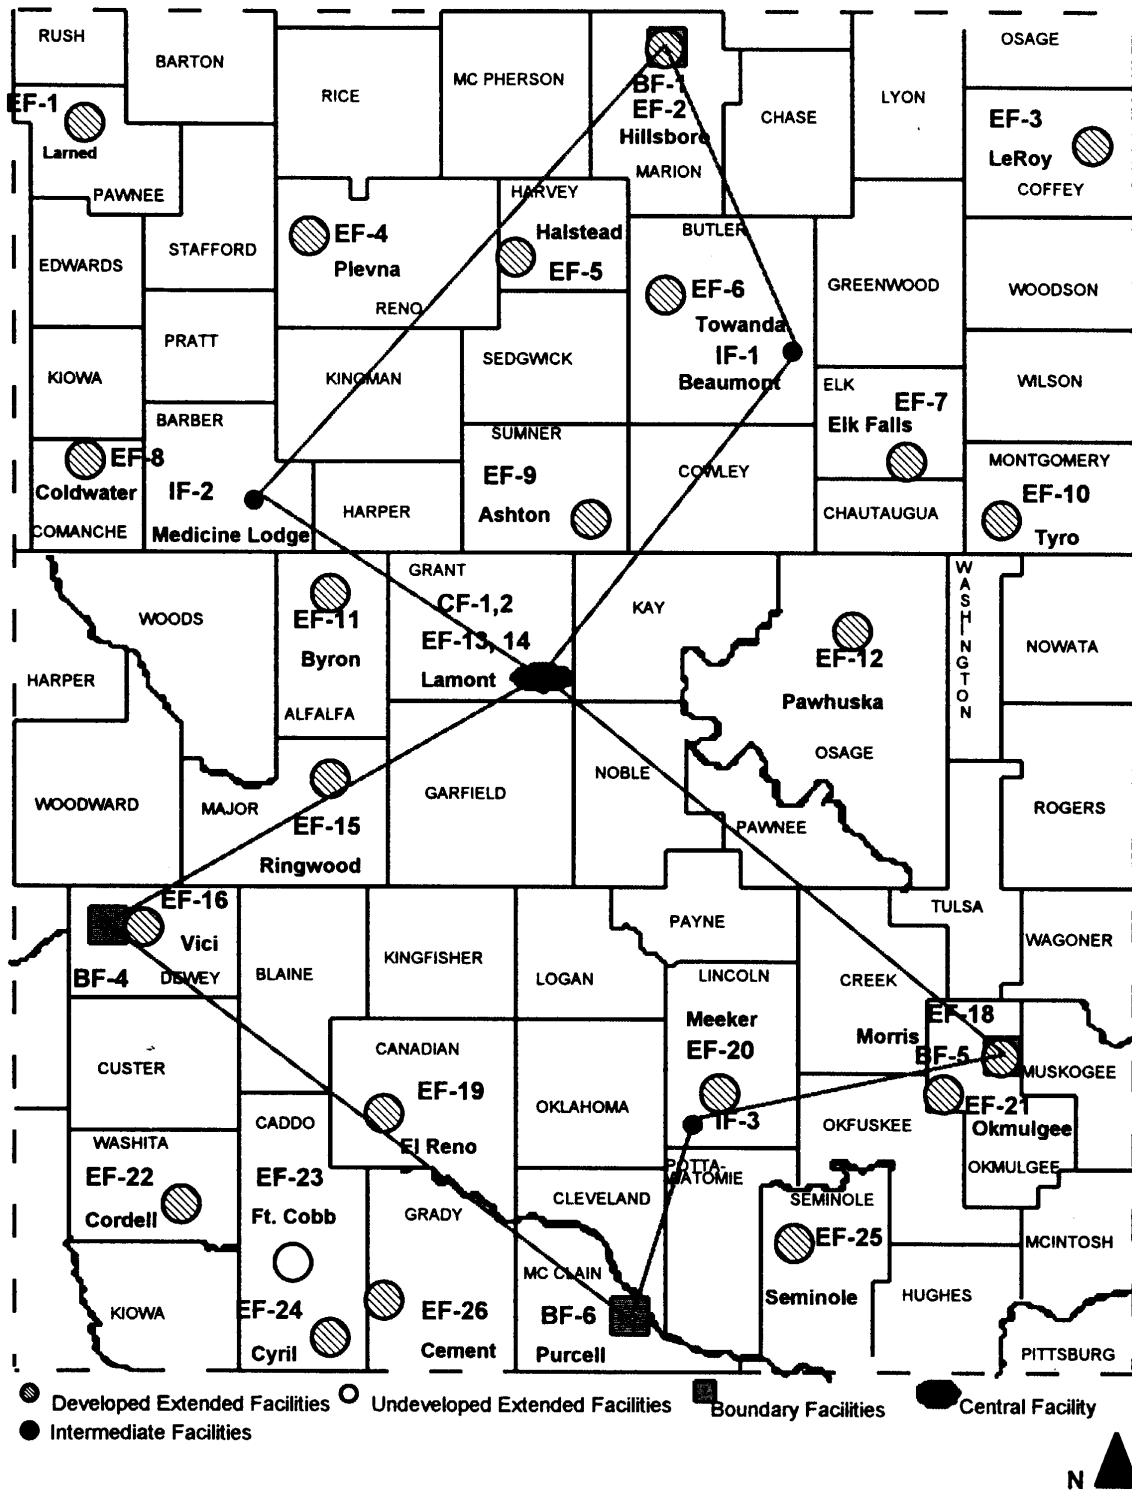 RUSH
BARTON
RICE
MC PHERSON
BF-1
EF-2
Hillsboro
MARION
CHASE
LYON
OSAGE
EF-1
Larned
PAWNEE
EF-3
LeRoy
COFFEY
EDWARDS
STAFFORD
EF-4
Plevna
RENO
HARVEY
Halstead
EF-5
BUTLER
EF-6
Towanda
IF-1
Beaumont
GREENWOOD
WOODSON
KIOWA
PRATT
KINGMAN
SEDGWICK
ELK
EF-7
Elk Falls
WILSON
BARBER
EF-8
Coldwater
COMANCHE
IF-2
Medicine Lodge
HARPER
SUMNER
EF-9
Ashton
COWLEY
CHAUTAUGUA
MONTGOMERY
EF-10
Tyro
WOODS
HARPER
EF-11
Byron
ALFALFA
GRANT
CF-1,2
EF-13, 14
Lamont
KAY
EF-12
Pawhuska
OSAGE
WASHINGTON
NOWATA
WOODWARD
MAJOR
EF-15
Ringwood
GARFIELD
NOBLE
PAWNEE
ROGERS
EF-16
Vici
BF-4
DEWEY
BLAINE
KINGFISHER
LOGAN
PAYNE
LINCOLN
Meeker
EF-20
IF-3
CREEK
TULSA
WAGONER
EF-18
Morris
BF-5
MUSKOGEE
CUSTER
CANADIAN
EF-19
El Reno
OKLAHOMA
OKFUSKEE
EF-21
Okmulgee
OKMULGEE
WASHITA
EF-22
Cordell
CADDO
EF-23
Ft. Cobb
GRADY
CLEVELAND
POTTA-
WATOMIE
SEMINOLE
EF-25
Seminole
MCINTOSH
KIOWA
EF-24
Cyril
EF-26
Cement
MC CLAIN
BF-6
Purcell
HUGHES
PITTSBURG
Developed Extended Facilities
Undeveloped Extended Facilities
Boundary Facilities
Central Facility
Intermediate Facilities
N